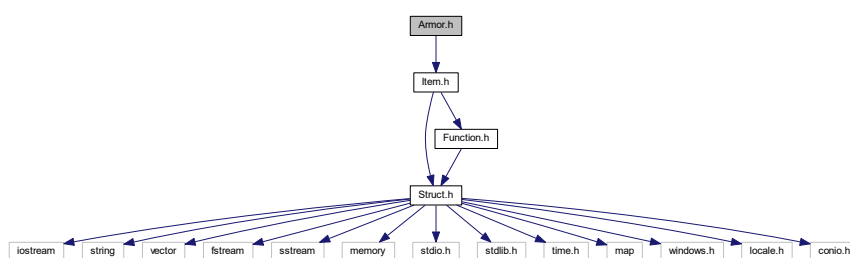 Armor.h
Item.h
Function.h
Struct.h
iostream string vector fstream sstream memory stdio.h stdlib.h time.h map windows.h locale.h conio.h